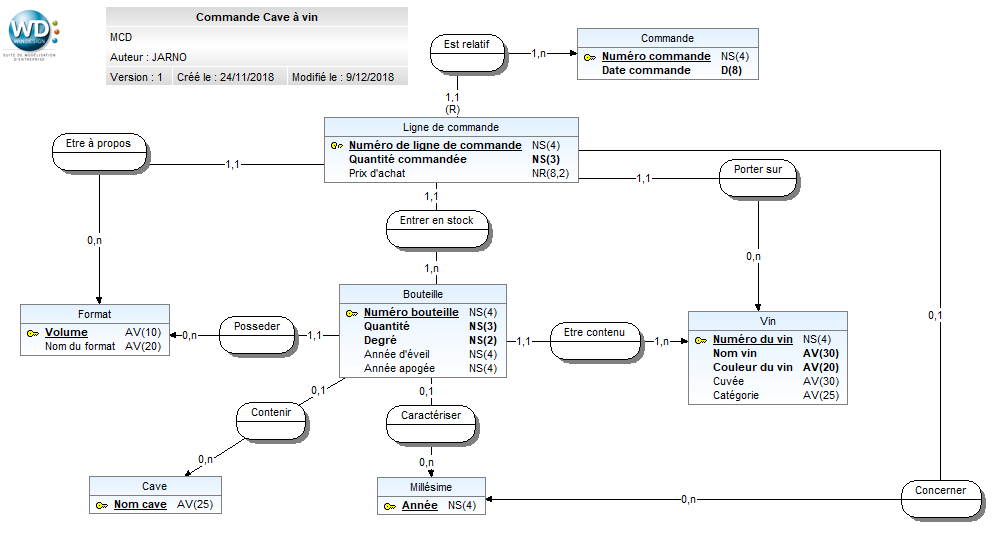 WD
WINDESIGN
SUITE DE MODÉLISATION
D'ENTREPRISE
Commande Cave à vin
MCD
Auteur : JARNO
Version : 1 Créé le : 24/11/2018 Modifié le : 9/12/2018
Est relatif
1,n
Commande
Numéro commande NS(4)
Date commande D(8)
1,1
(R)
Ligne de commande
Numéro de ligne de commande NS(4)
Quantité commandée NS(3)
Prix d'achat NR(8,2)
Etre à propos
1,1
0,n
1,1
Porter sur
0,n
1,1
Entrer en stock
1,n
0,1
Format
Volume AV(10)
Nom du format AV(20)
0,n
Posseder
1,1
Bouteille
Numéro bouteille NS(4)
Quantité NS(3)
Degré NS(2)
Année d'éveil NS(4)
Année apogée NS(4)
1,1
Etre contenu
1,n
Vin
Numéro du vin NS(4)
Nom vin AV(30)
Couleur du vin AV(20)
Cuvée AV(30)
Catégorie AV(25)
0,1
Contenir
0,n
0,1
Caractériser
0,n
Cave
Nom cave AV(25)
Millésime
Année NS(4)
0,n
Concerner